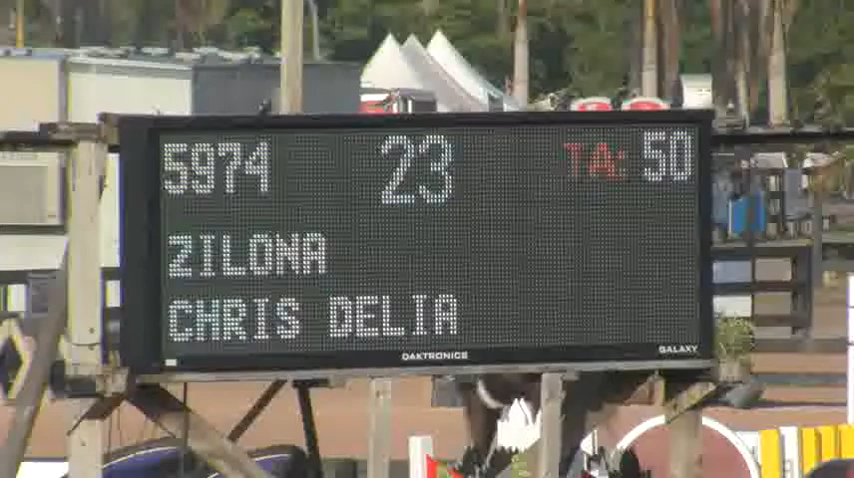 5974 23 TA: 50
ZILONA
CHRIS DELIA
DAKTRONICS GALAXY